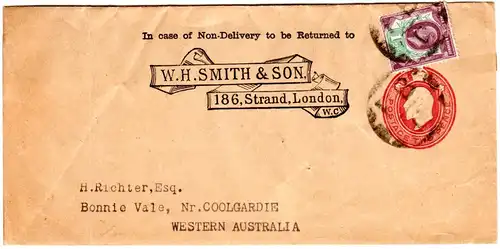 In case of Non-Delivery to be Returned to
W.H. SMITH & SON.
186, Strand, London,
W.C.
H.Richter,Esq.
Bonnie Vale, Nr.COOLGARDIE
WESTERN AUSTRALIA